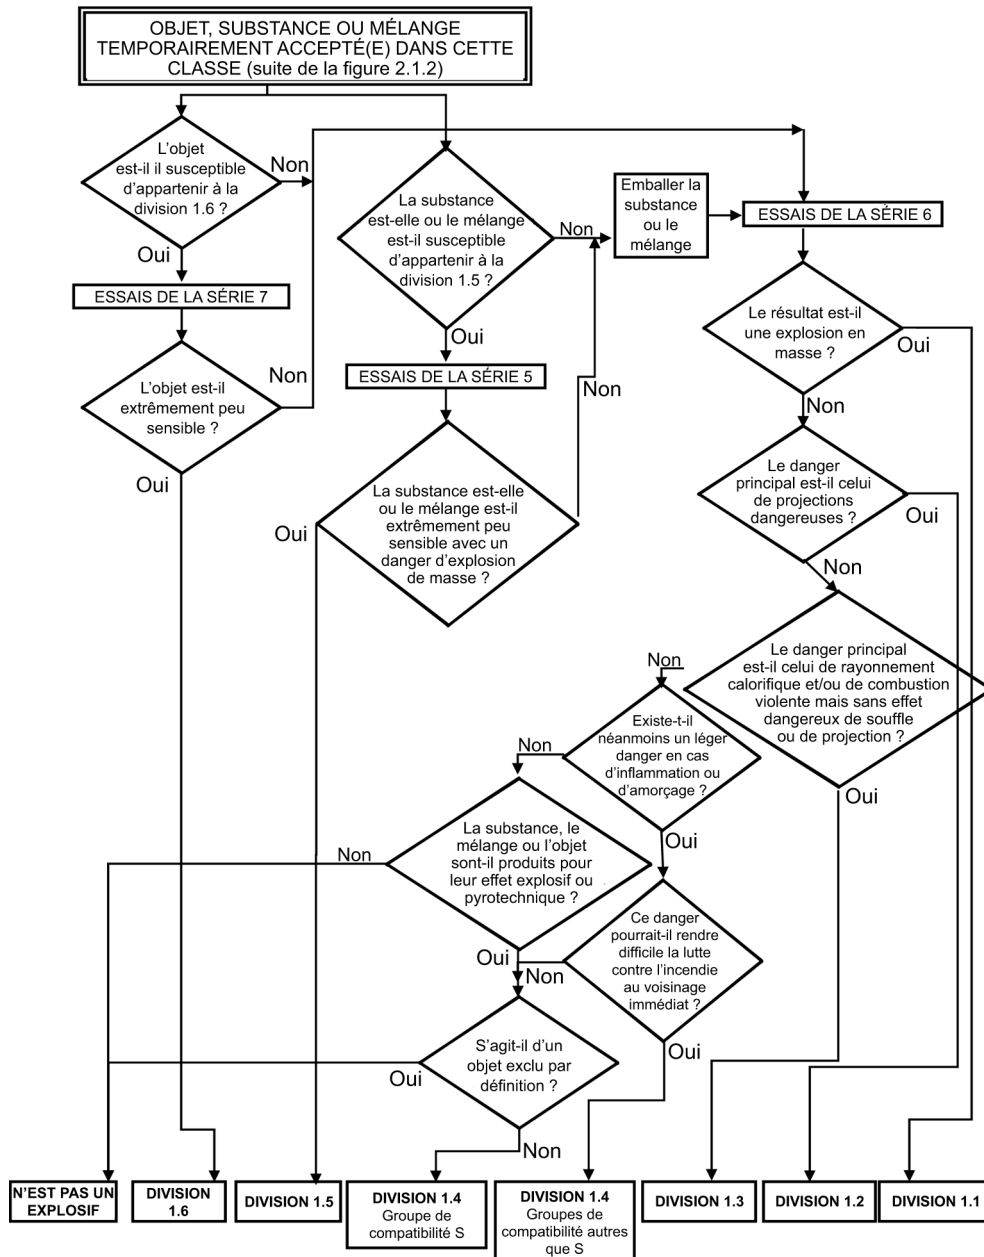 OBJET, SUBSTANCE OU MÉLANGE
TEMPORAIREMENT ACCEPTÉ(E) DANS CETTE
CLASSE (suite de la figure 2.1.2)
L’objet
est-il il susceptible
d’appartenir à la
division 1.6 ?
Non
Oui
ESSAIS DE LA SÉRIE 7
L’objet est-il
extrêmement peu
sensible ?
Non
Oui
La substance
est-elle ou le mélange
est-il susceptible
d’appartenir à la
division 1.5 ?
Non
Oui
ESSAIS DE LA SÉRIE 5
Non
La substance est-elle
ou le mélange est-il
extrêmement peu
sensible avec un
danger d’explosion
de masse ?
Oui
Emballer la
substance
ou le
mélange
ESSAIS DE LA SÉRIE 6
Le résultat est-il
une explosion en
masse ?
Oui
Non
Le danger
principal est-il celui
de projections
dangereuses ?
Oui
Non
Le danger principal
est-il celui de rayonnement
calorifique et/ou de combustion
violente mais sans effet
dangereux de souffle
ou de projection ?
Non
Oui
Existe-t-il
néanmoins un léger
danger en cas
d’inflammation ou
d’amorçage ?
Non
Oui
La substance, le
mélange ou l’objet
sont-il produits pour
leur effet explosif ou
pyrotechnique ?
Non
Oui
Ce danger
pourrait-il rendre
difficile la lutte
contre l’incendie
au voisinage
immédiat ?
Non
Oui
S’agit-il d’un
objet exclu par
définition ?
Oui
Non
N’EST PAS UN
EXPLOSIF
DIVISION
1.6
DIVISION 1.5
DIVISION 1.4
Groupe de
compatibilité S
DIVISION 1.4
Groupes de
compatibilité autres
que S
DIVISION 1.3
DIVISION 1.2
DIVISION 1.1